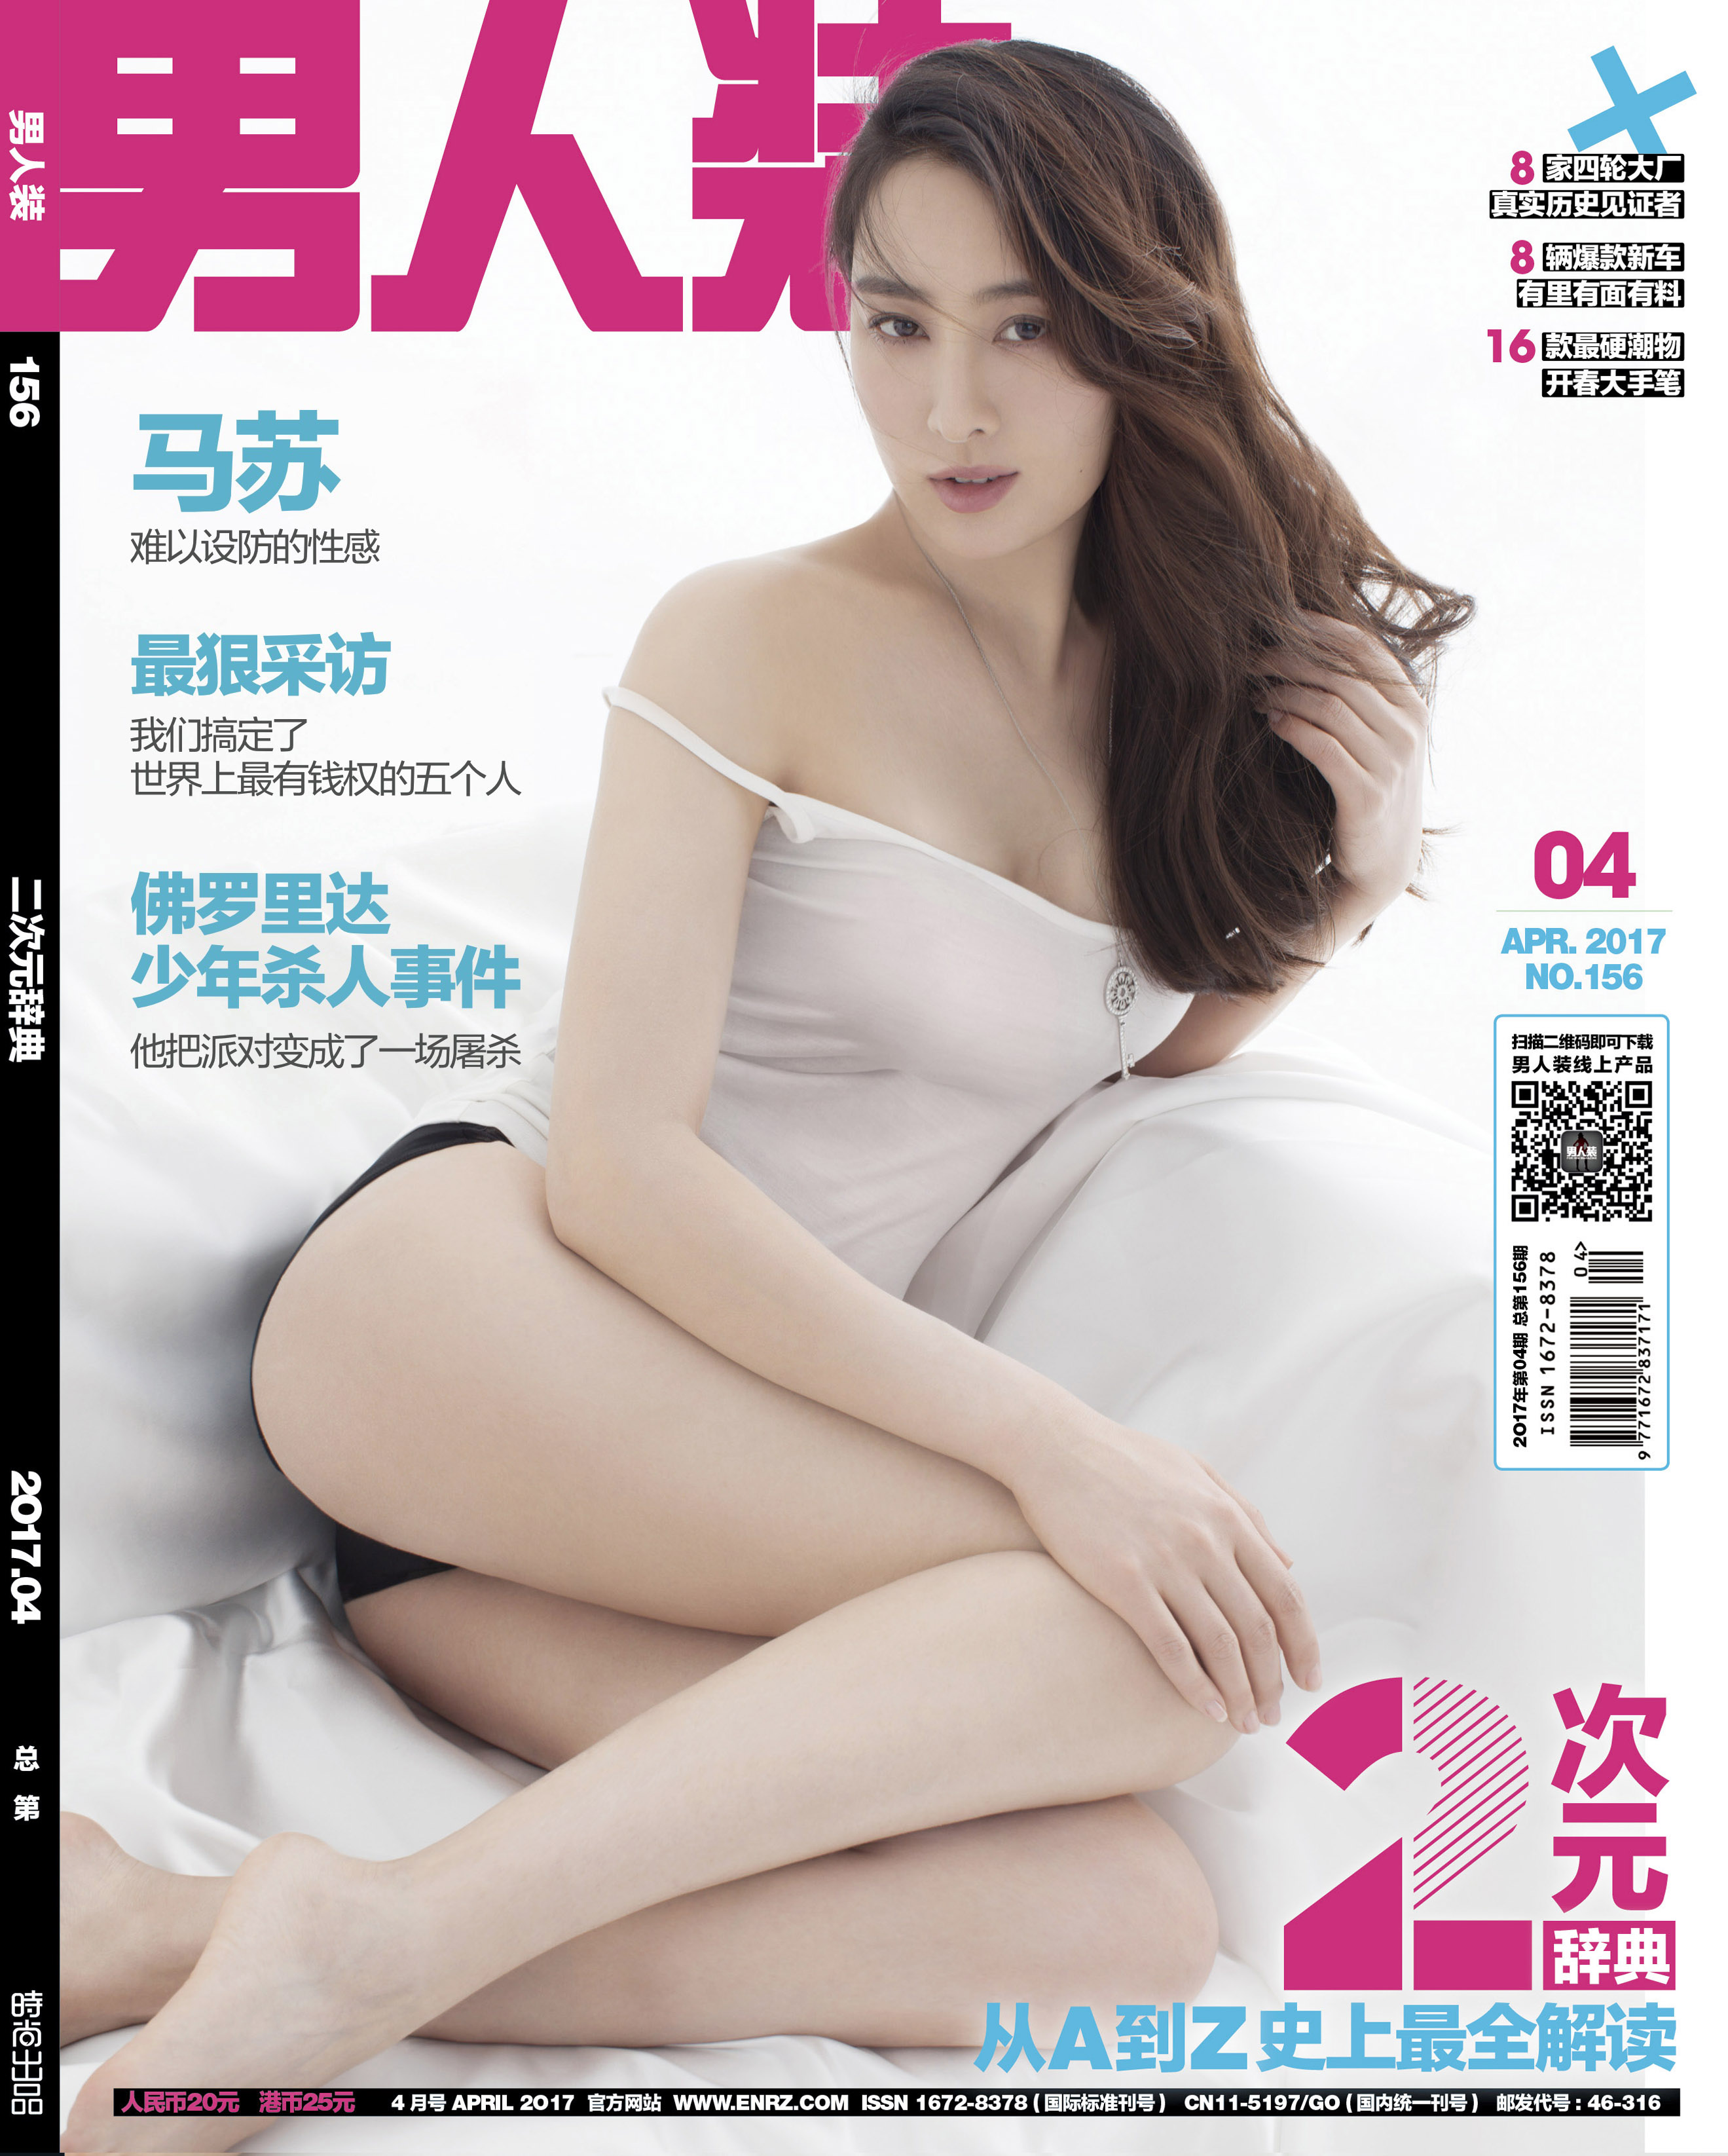 男人装
男人装
156
二次元辞典
2017.04
总第
時尚出品
8 家四轮大厂
真实历史见证者
8 辆爆款新车
有里有面有料
16 款最硬潮物
开春大手笔
马苏
难以设防的性感
最狠采访
我们搞定了
世界上最有钱权的五个人
佛罗里达
少年杀人事件
他把派对变成了一场屠杀
04
APR. 2017
NO.156
扫描二维码即可下载
男人装线上产品
男人装
2017年第04期 总第156期
ISSN 1672-8378
04>
9 771672 837171
2次元
辞典
从A到Z史上最全解读
人民币20元 港币25元 4月号 APRIL 2017 官方网站 WWW.ENRZ.COM ISSN 1672-8378 (国际标准刊号) CN11-5197/GO (国内统一刊号) 邮发代号:46-316